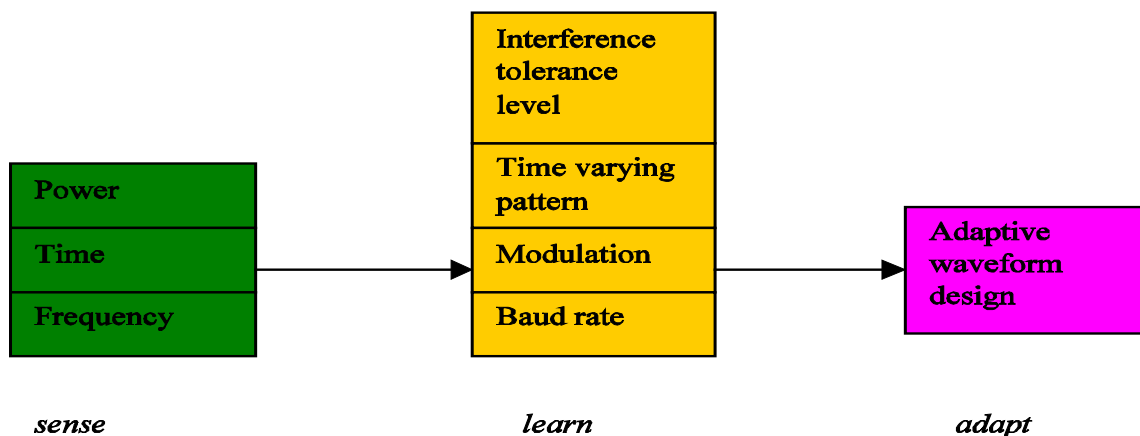 Power
Time
Frequency
Interference
tolerance
level
Time varying
pattern
Modulation
Baud rate
Adaptive
waveform
design
sense
learn
adapt